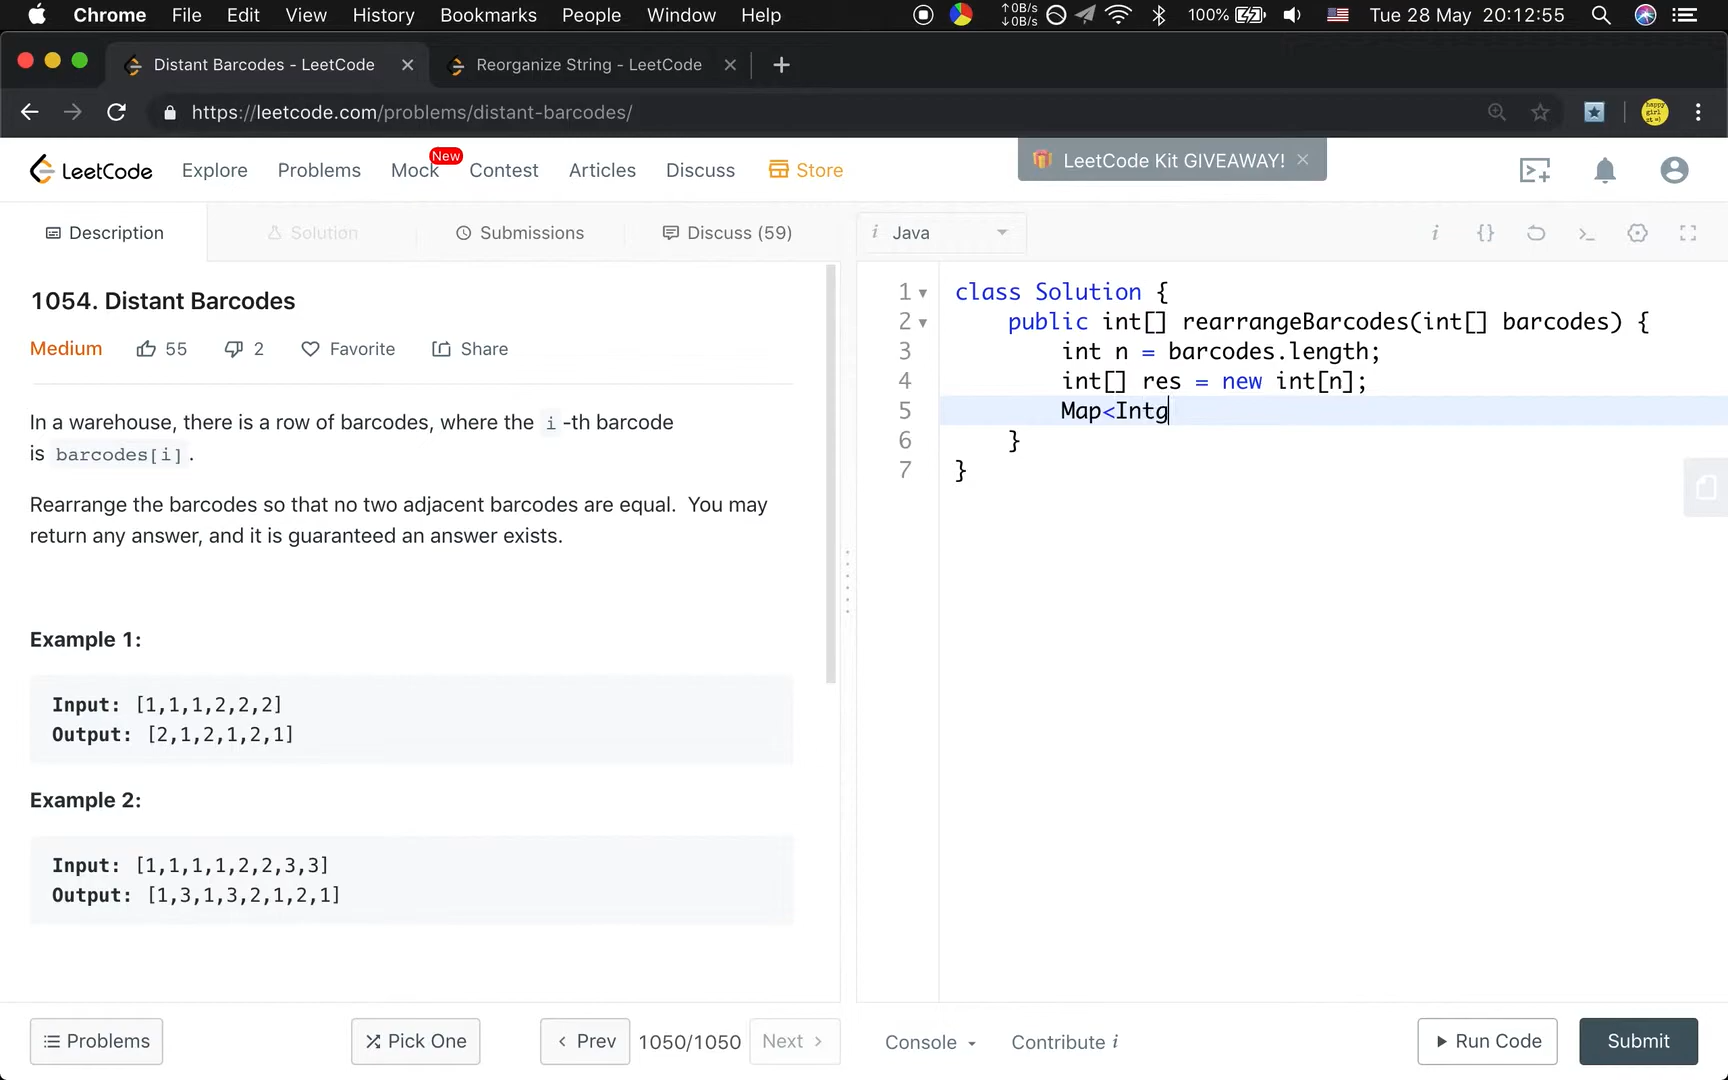 Chrome File Edit View History Bookmarks People Window Help ↑0B/s ↓0B/s 100% Tue 28 May 20:12:55
Distant Barcodes - LeetCode × Reorganize String - LeetCode × +
https://leetcode.com/problems/distant-barcodes/
LeetCode Explore Problems Mock New Contest Articles Discuss Store LeetCode Kit GIVEAWAY! ×
Description Solution Submissions Discuss (59) i Java i {}
1054. Distant Barcodes
Medium 55 2 Favorite Share
In a warehouse, there is a row of barcodes, where the i -th barcode
is barcodes[i] .
Rearrange the barcodes so that no two adjacent barcodes are equal. You may
return any answer, and it is guaranteed an answer exists.
Example 1:
Input: [1,1,1,2,2,2]
Output: [2,1,2,1,2,1]
Example 2:
Input: [1,1,1,1,2,2,3,3]
Output: [1,3,1,3,2,1,2,1]
1 class Solution {
2 public int[] rearrangeBarcodes(int[] barcodes) {
3 int n = barcodes.length;
4 int[] res = new int[n];
5 Map<Intg
6 }
7 }
Problems Pick One < Prev 1050/1050 Next > Console Contribute i Run Code Submit